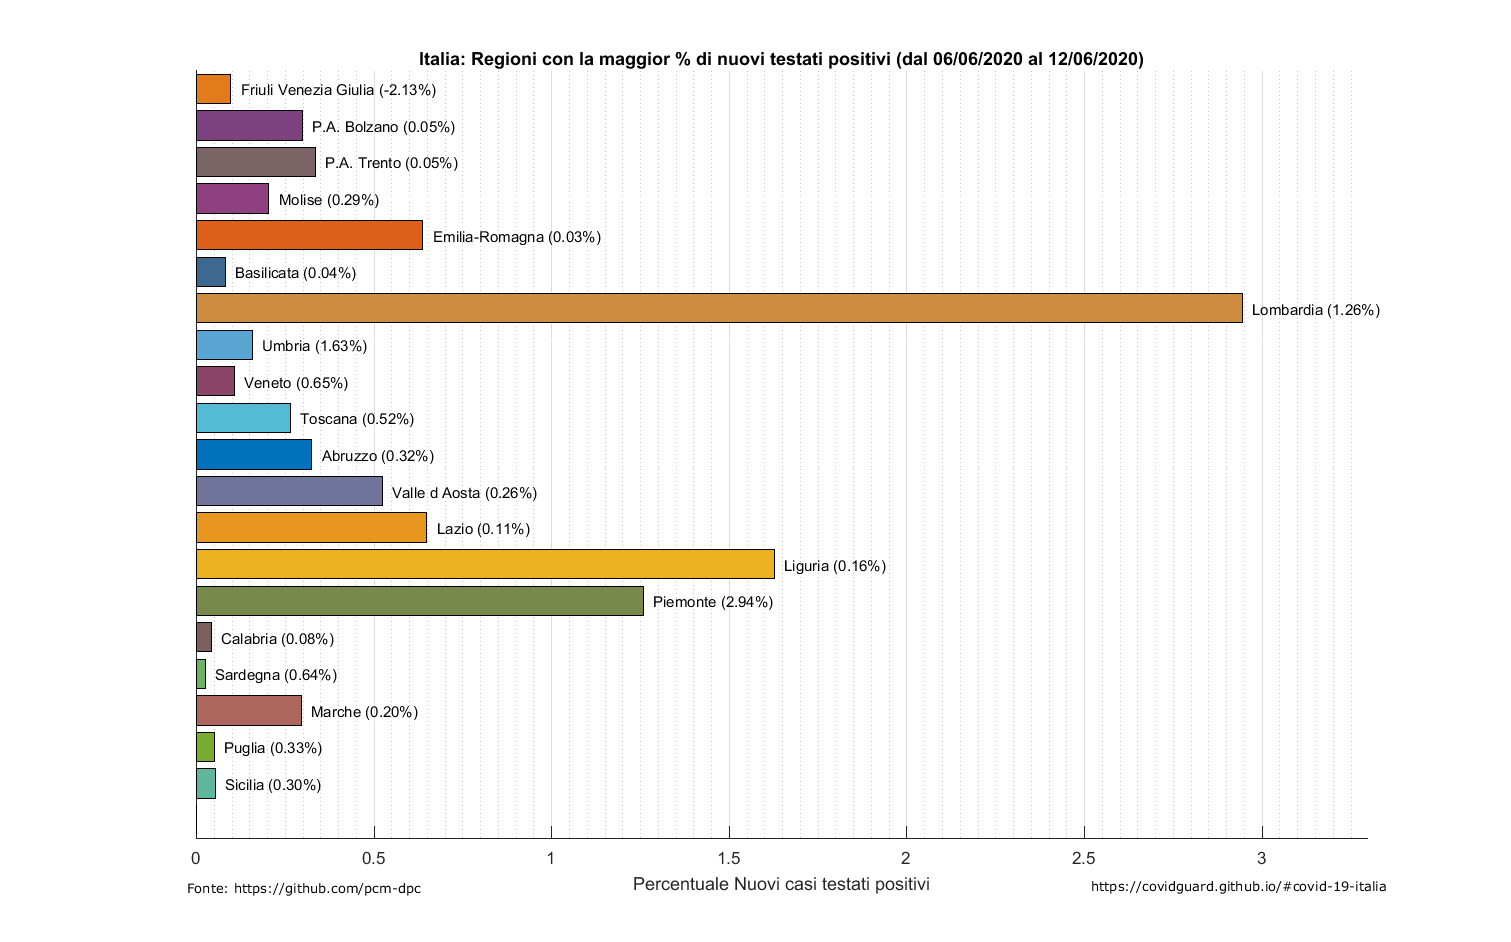 Italia: Regioni con la maggior % di nuovi testati positivi (dal 06/06/2020 al 12/06/2020)
Friuli Venezia Giulia (-2.13%)
P.A. Bolzano (0.05%)
P.A. Trento (0.05%)
Molise (0.29%)
Emilia-Romagna (0.03%)
Basilicata (0.04%)
Lombardia (1.26%)
Umbria (1.63%)
Veneto (0.65%)
Toscana (0.52%)
Abruzzo (0.32%)
Valle d Aosta (0.26%)
Lazio (0.11%)
Liguria (0.16%)
Piemonte (2.94%)
Calabria (0.08%)
Sardegna (0.64%)
Marche (0.20%)
Puglia (0.33%)
Sicilia (0.30%)
0 0.5 1 1.5 2 2.5 3
Percentuale Nuovi casi testati positivi
Fonte: https://github.com/pcm-dpc
https://covidguard.github.io/#covid-19-italia